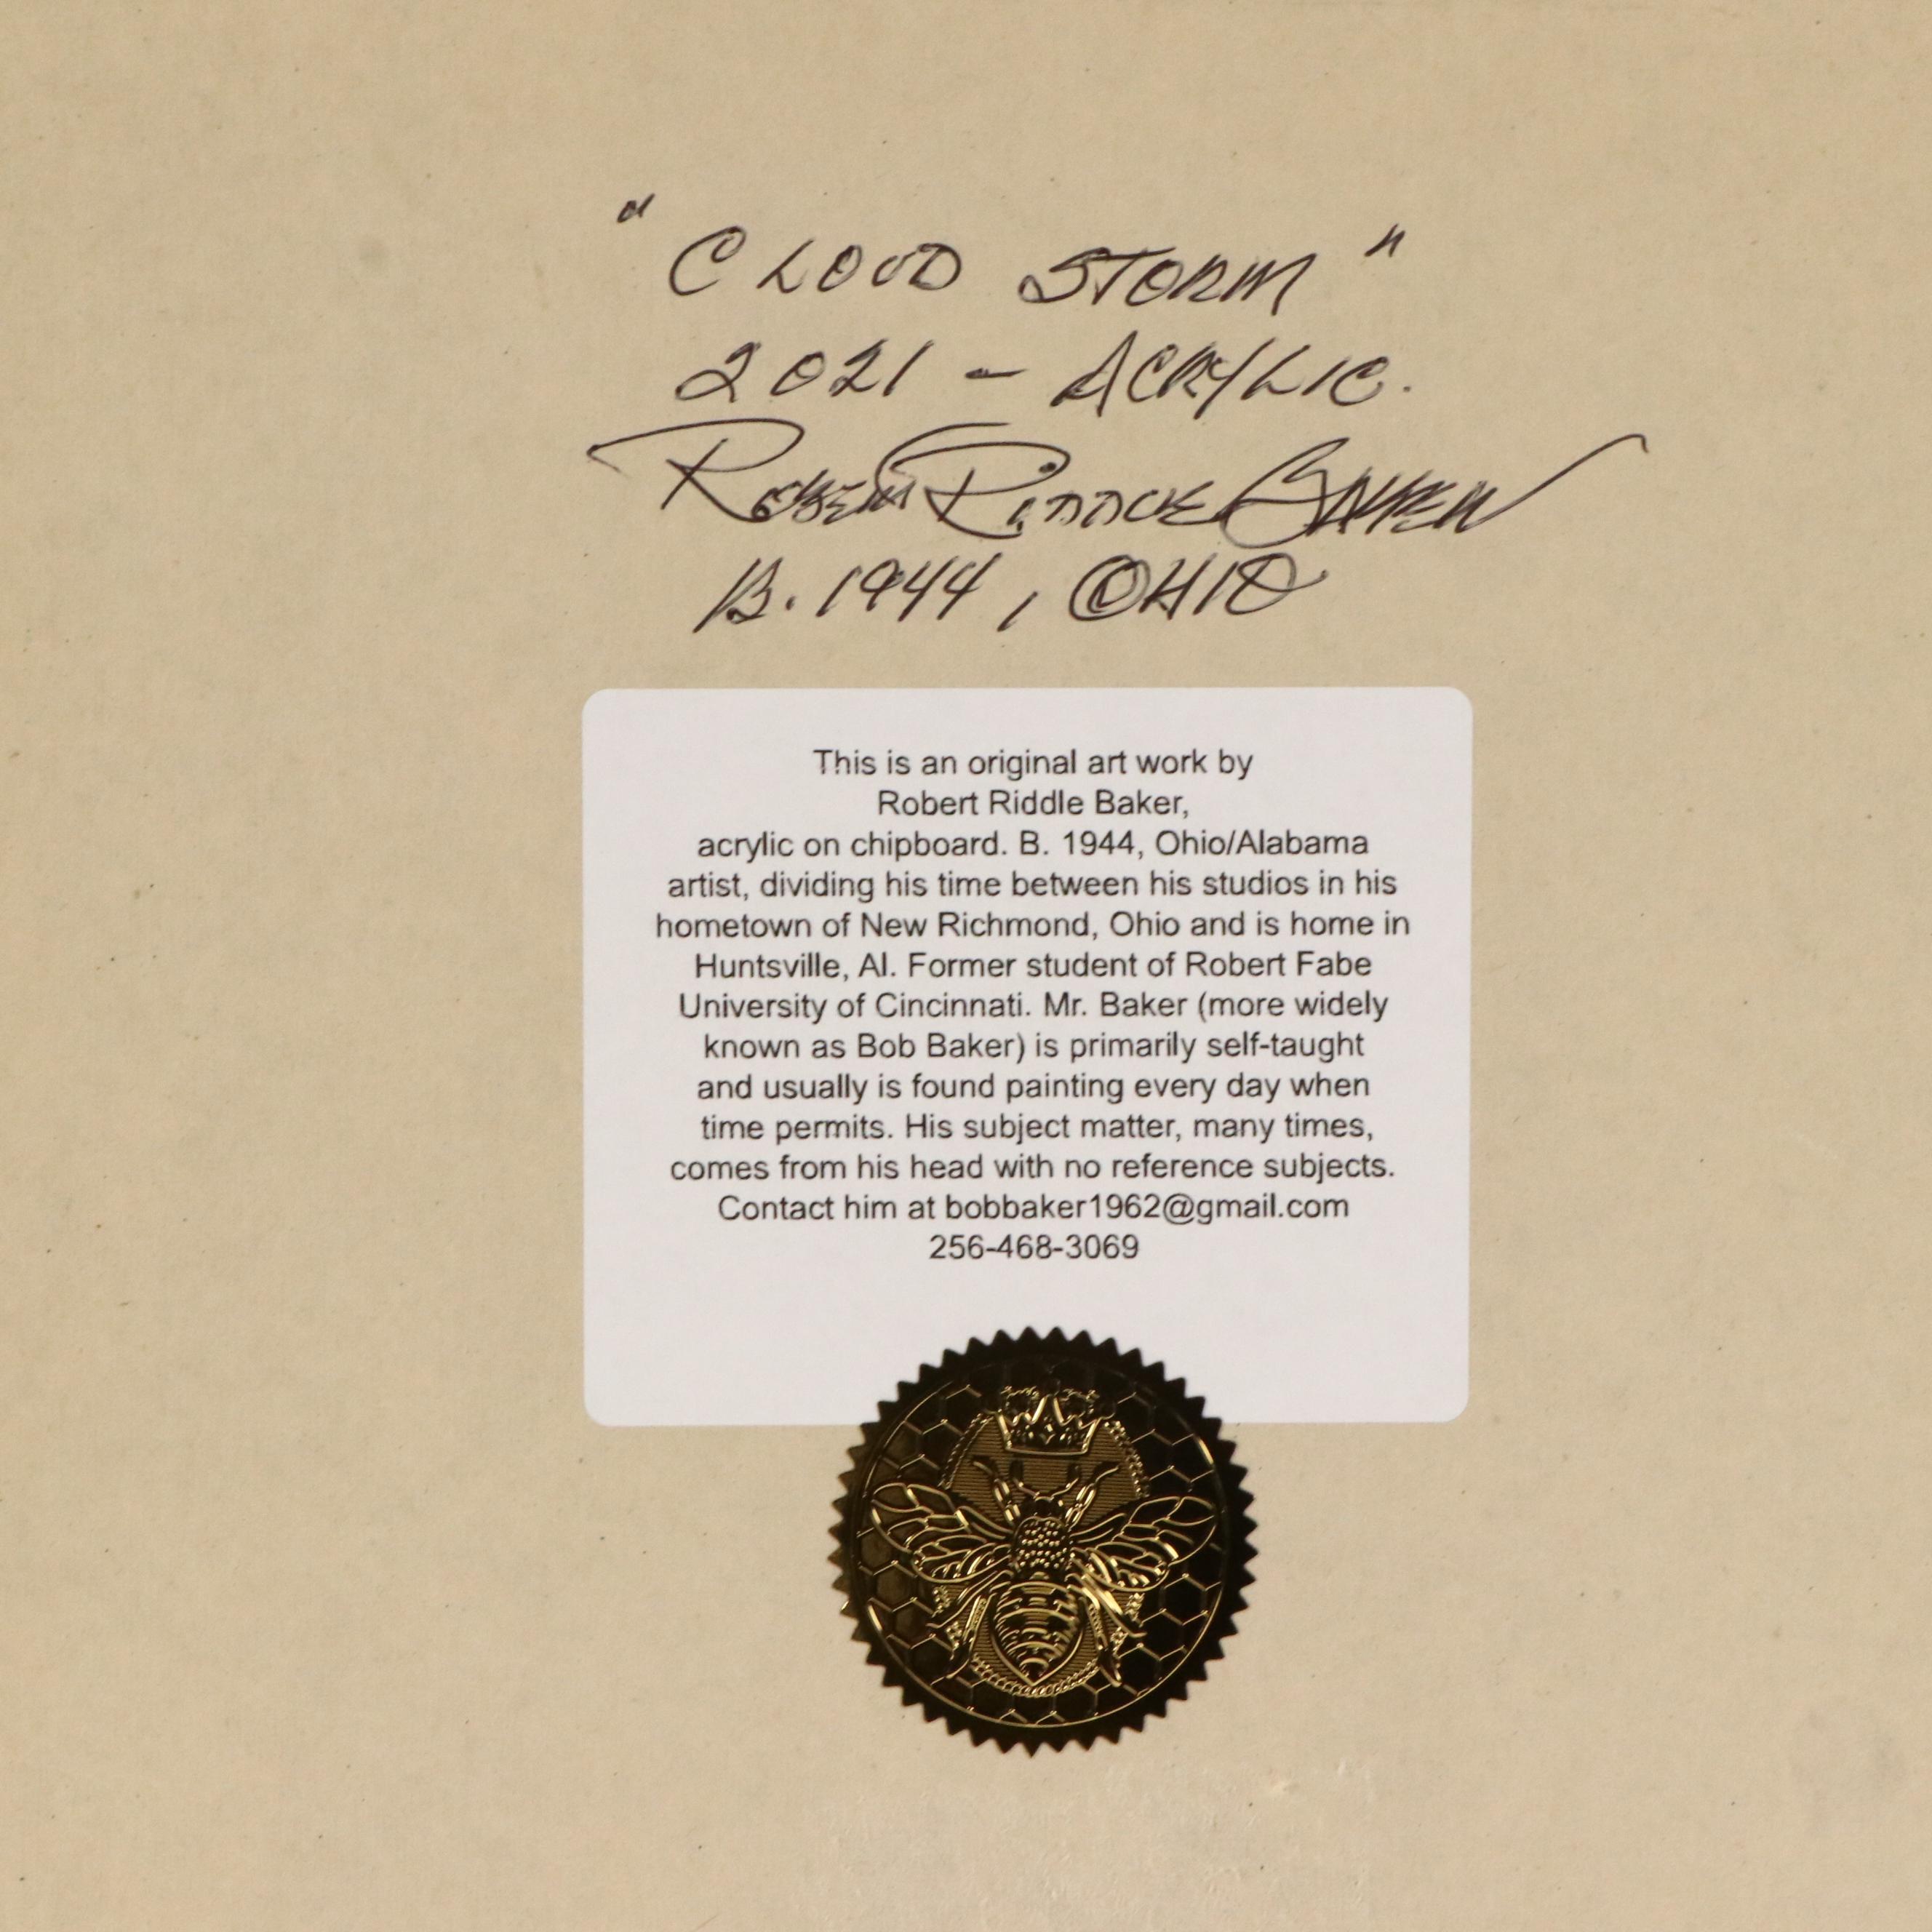 "CLOUD STORM"
2021 - ACRYLIC.
Robert Riddle Baker
B. 1944, OHIO
This is an original art work by
Robert Riddle Baker,
acrylic on chipboard. B. 1944, Ohio/Alabama
artist, dividing his time between his studios in his
hometown of New Richmond, Ohio and is home in
Huntsville, Al. Former student of Robert Fabe
University of Cincinnati. Mr. Baker (more widely
known as Bob Baker) is primarily self-taught
and usually is found painting every day when
time permits. His subject matter, many times,
comes from his head with no reference subjects.
Contact him at bobbaker1962@gmail.com
256-468-3069